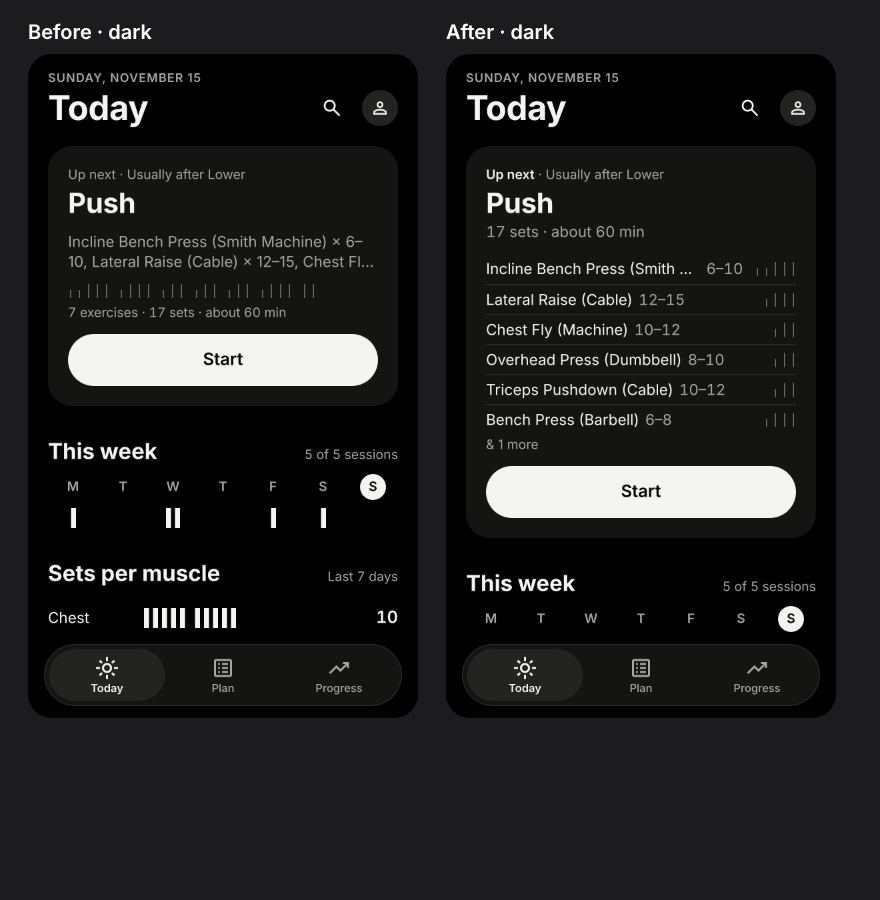 Before · dark
SUNDAY, NOVEMBER 15
Today
Up next · Usually after Lower
Push
Incline Bench Press (Smith Machine) × 6–
10, Lateral Raise (Cable) × 12–15, Chest Fl...
7 exercises · 17 sets · about 60 min
Start
This week
5 of 5 sessions
M T W T F S S
Sets per muscle
Last 7 days
Chest
10
Today
Plan
Progress
After · dark
SUNDAY, NOVEMBER 15
Today
Up next · Usually after Lower
Push
17 sets · about 60 min
Incline Bench Press (Smith ... 6–10
Lateral Raise (Cable) 12–15
Chest Fly (Machine) 10–12
Overhead Press (Dumbbell) 8–10
Triceps Pushdown (Cable) 10–12
Bench Press (Barbell) 6–8
& 1 more
Start
This week
5 of 5 sessions
M T W T F S S
Today
Plan
Progress